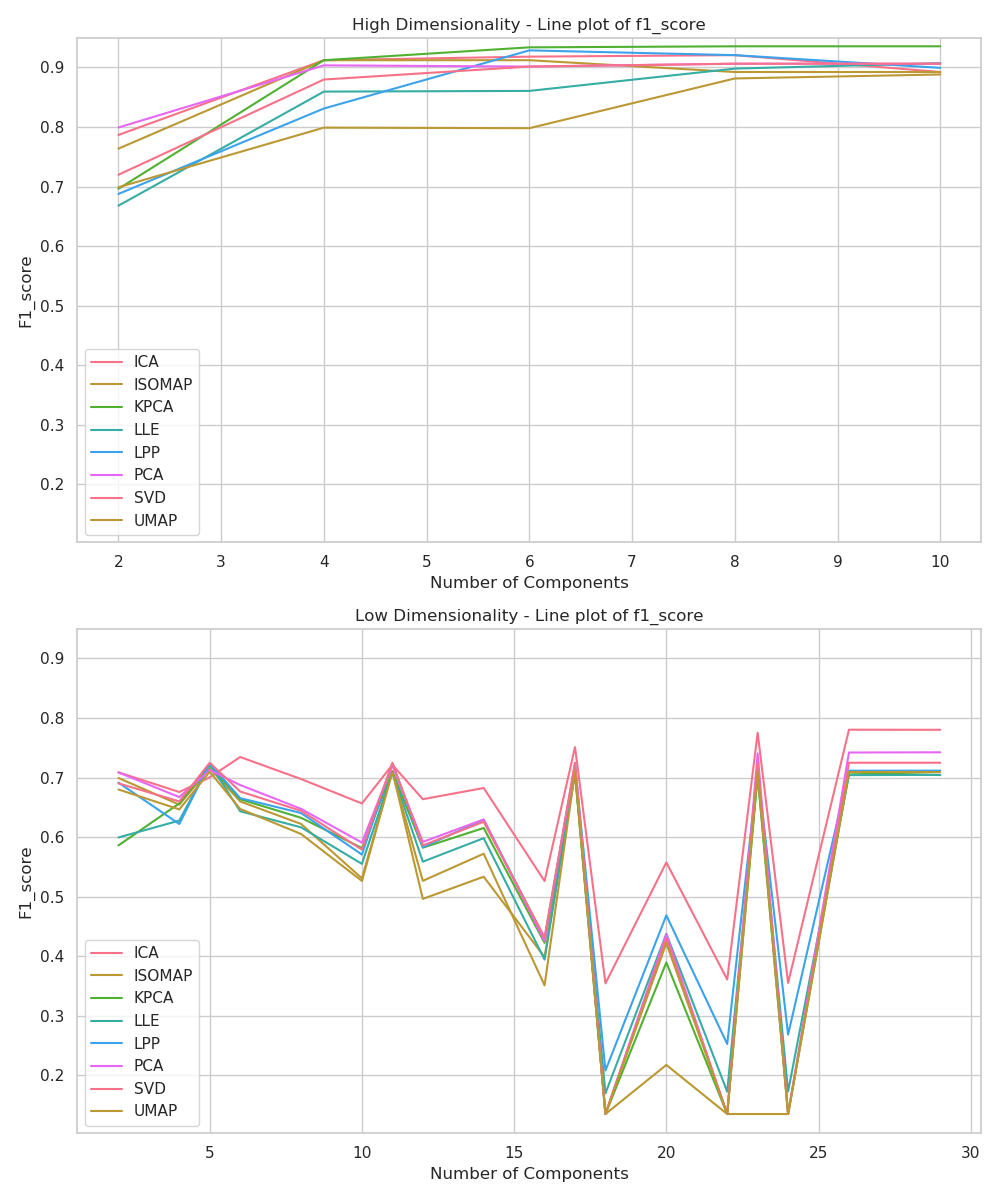 High Dimensionality - Line plot of f1_score
0.9
0.8
0.7
0.6
0.5
0.4
0.3
0.2
F1_score
ICA
ISOMAP
KPCA
LLE
LPP
PCA
SVD
UMAP
2 3 4 5 6 7 8 9 10
Number of Components
Low Dimensionality - Line plot of f1_score
0.9
0.8
0.7
0.6
0.5
0.4
0.3
0.2
F1_score
ICA
ISOMAP
KPCA
LLE
LPP
PCA
SVD
UMAP
5 10 15 20 25 30
Number of Components